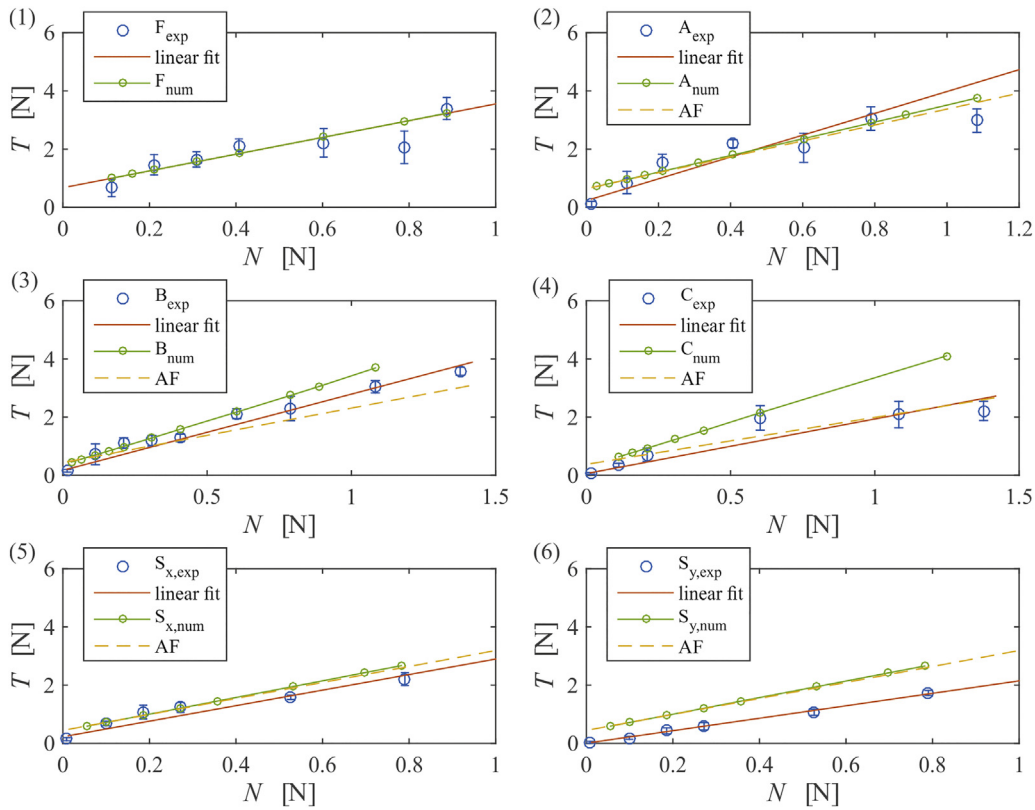 (1)
F_exp
linear fit
F_num
T [N]
6
4
2
0
0 0.2 0.4 0.6 0.8 1
N [N]
(2)
A_exp
linear fit
A_num
AF
T [N]
6
4
2
0
0 0.2 0.4 0.6 0.8 1 1.2
N [N]
(3)
B_exp
linear fit
B_num
AF
T [N]
6
4
2
0
0 0.5 1 1.5
N [N]
(4)
C_exp
linear fit
C_num
AF
T [N]
6
4
2
0
0 0.5 1 1.5
N [N]
(5)
S_x,exp
linear fit
S_x,num
AF
T [N]
6
4
2
0
0 0.2 0.4 0.6 0.8 1
N [N]
(6)
S_y,exp
linear fit
S_y,num
AF
T [N]
6
4
2
0
0 0.2 0.4 0.6 0.8 1
N [N]